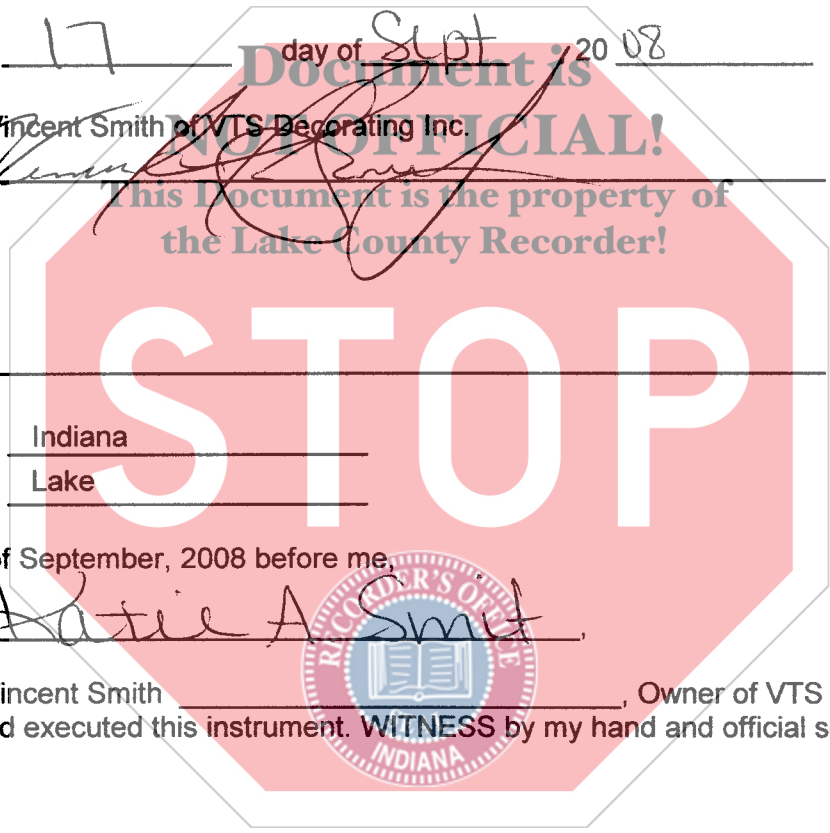 17 day of Sept 20 08
Document is
incent Smith of VTS Decorating Inc.
NOT OFFICIAL!
This Document is the property of
the Lake County Recorder!
STOP
Indiana
Lake
of September, 2008 before me,
Katie A Smit,
RECORDER'S OFFICE
INDIANA
incent Smith , Owner of VTS
d executed this instrument. WITNESS by my hand and official s